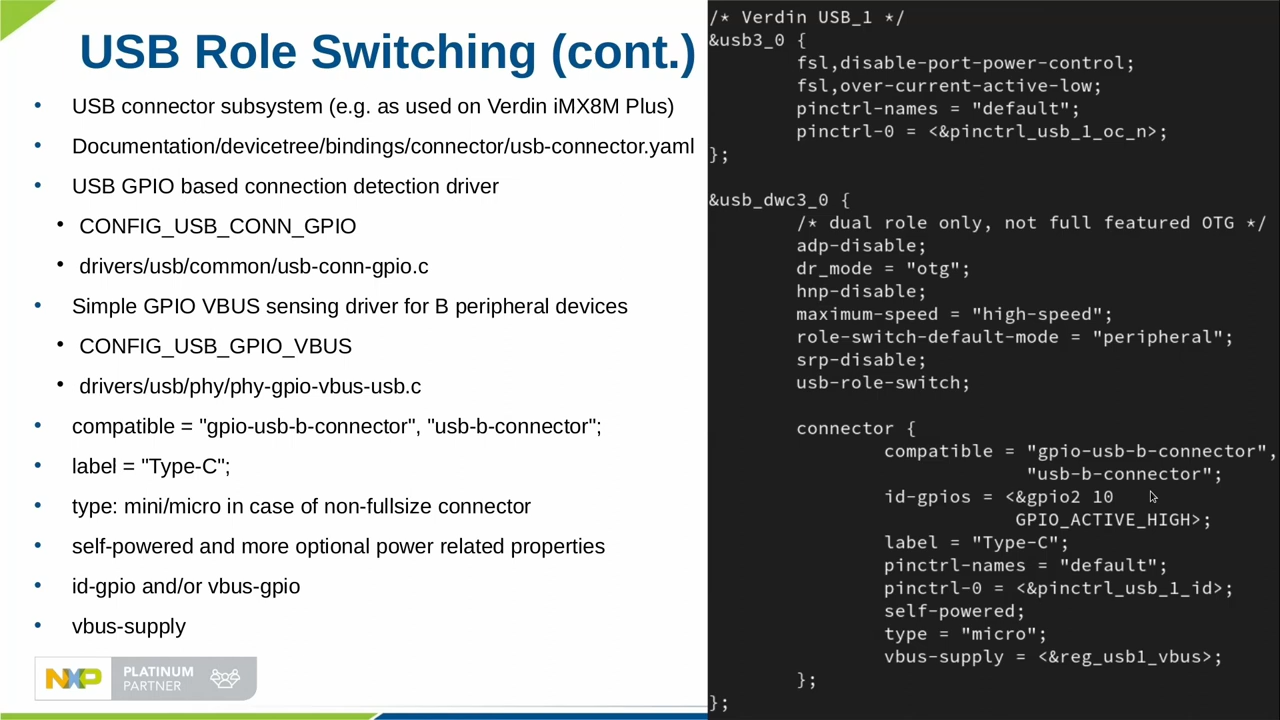 USB Role Switching (cont.)
• USB connector subsystem (e.g. as used on Verdin iMX8M Plus)
• Documentation/devicetree/bindings/connector/usb-connector.yaml
• USB GPIO based connection detection driver
• CONFIG_USB_CONN_GPIO
• drivers/usb/common/usb-conn-gpio.c
• Simple GPIO VBUS sensing driver for B peripheral devices
• CONFIG_USB_GPIO_VBUS
• drivers/usb/phy/phy-gpio-vbus-usb.c
• compatible = "gpio-usb-b-connector", "usb-b-connector";
• label = "Type-C";
• type: mini/micro in case of non-fullsize connector
• self-powered and more optional power related properties
• id-gpio and/or vbus-gpio
• vbus-supply
NXP
PLATINUM
PARTNER
/* Verdin USB_1 */
&usb3_0 {
        fsl,disable-port-power-control;
        fsl,over-current-active-low;
        pinctrl-names = "default";
        pinctrl-0 = <&pinctrl_usb_1_oc_n>;
};

&usb_dwc3_0 {
        /* dual role only, not full featured OTG */
        adp-disable;
        dr_mode = "otg";
        hnp-disable;
        maximum-speed = "high-speed";
        role-switch-default-mode = "peripheral";
        srp-disable;
        usb-role-switch;

        connector {
                compatible = "gpio-usb-b-connector",
                             "usb-b-connector";
                id-gpios = <&gpio2 10
                            GPIO_ACTIVE_HIGH>;
                label = "Type-C";
                pinctrl-names = "default";
                pinctrl-0 = <&pinctrl_usb_1_id>;
                self-powered;
                type = "micro";
                vbus-supply = <&reg_usb1_vbus>;
        };
};